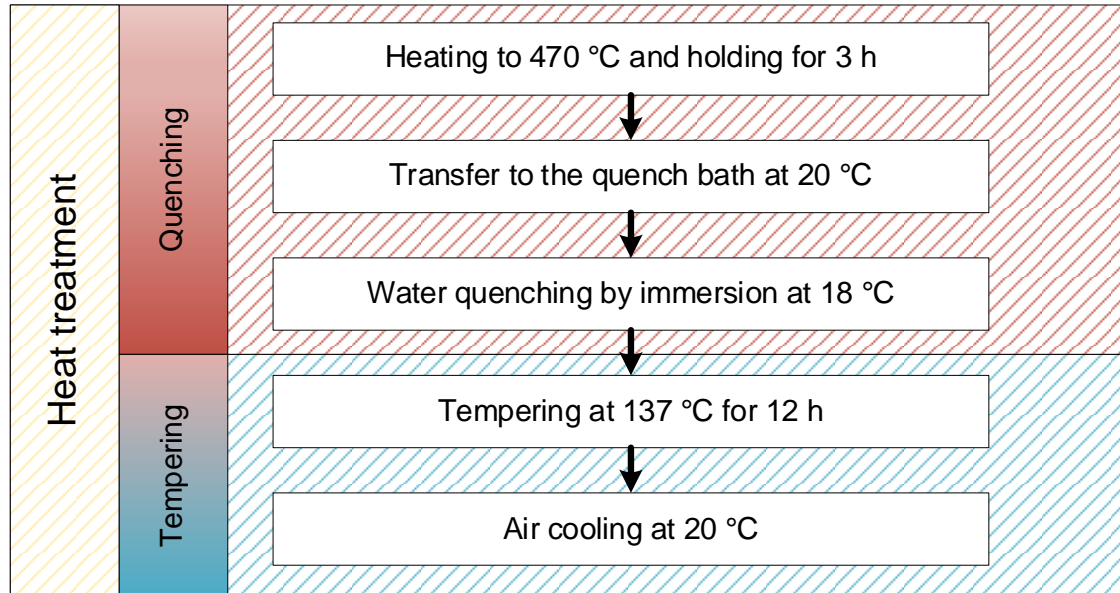 Heat treatment
Quenching
Heating to 470 °C and holding for 3 h
Transfer to the quench bath at 20 °C
Water quenching by immersion at 18 °C
Tempering
Tempering at 137 °C for 12 h
Air cooling at 20 °C